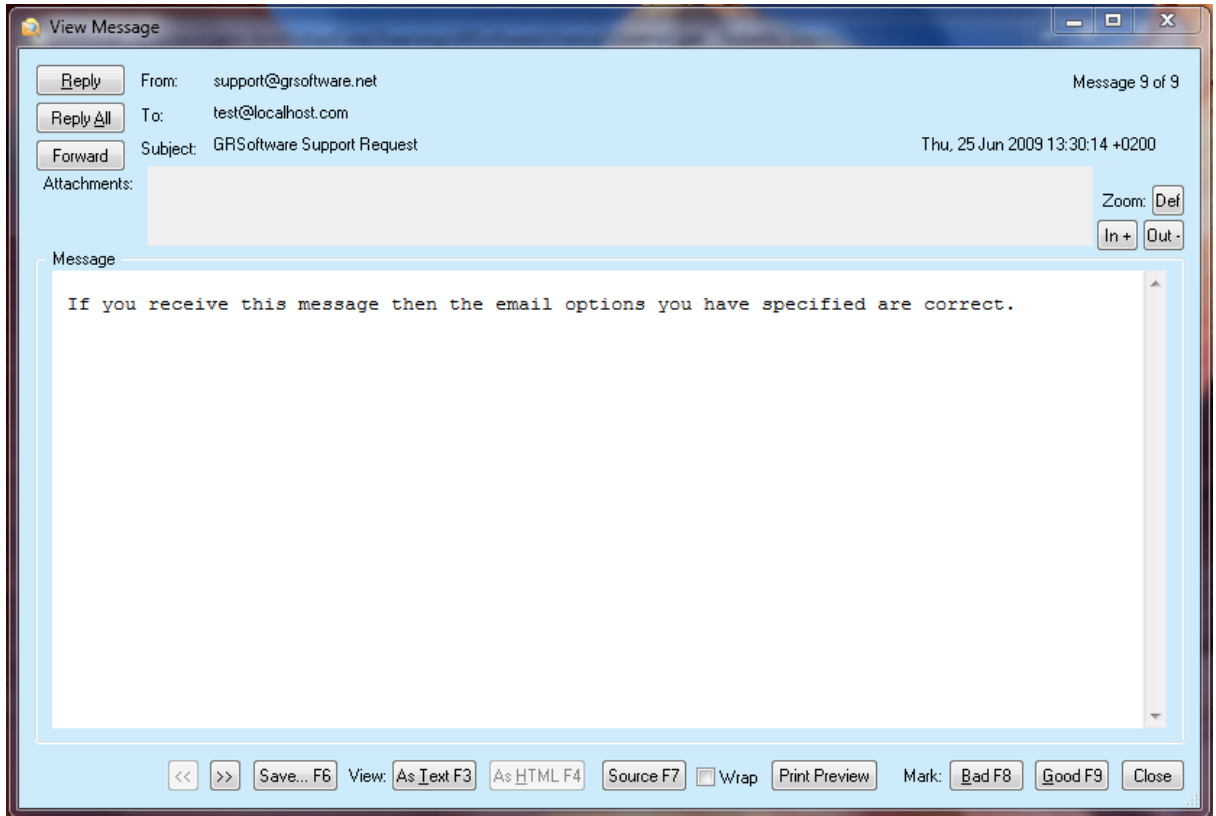 View Message
Reply From: support@grsoftware.net Message 9 of 9
Reply All To: test@localhost.com
Forward Subject: GRSoftware Support Request Thu, 25 Jun 2009 13:30:14 +0200
Attachments:
Zoom: Def
In + Out -
Message
If you receive this message then the email options you have specified are correct.
<< >> Save... F6 View: As Text F3 As HTML F4 Source F7 Wrap Print Preview Mark: Bad F8 Good F9 Close